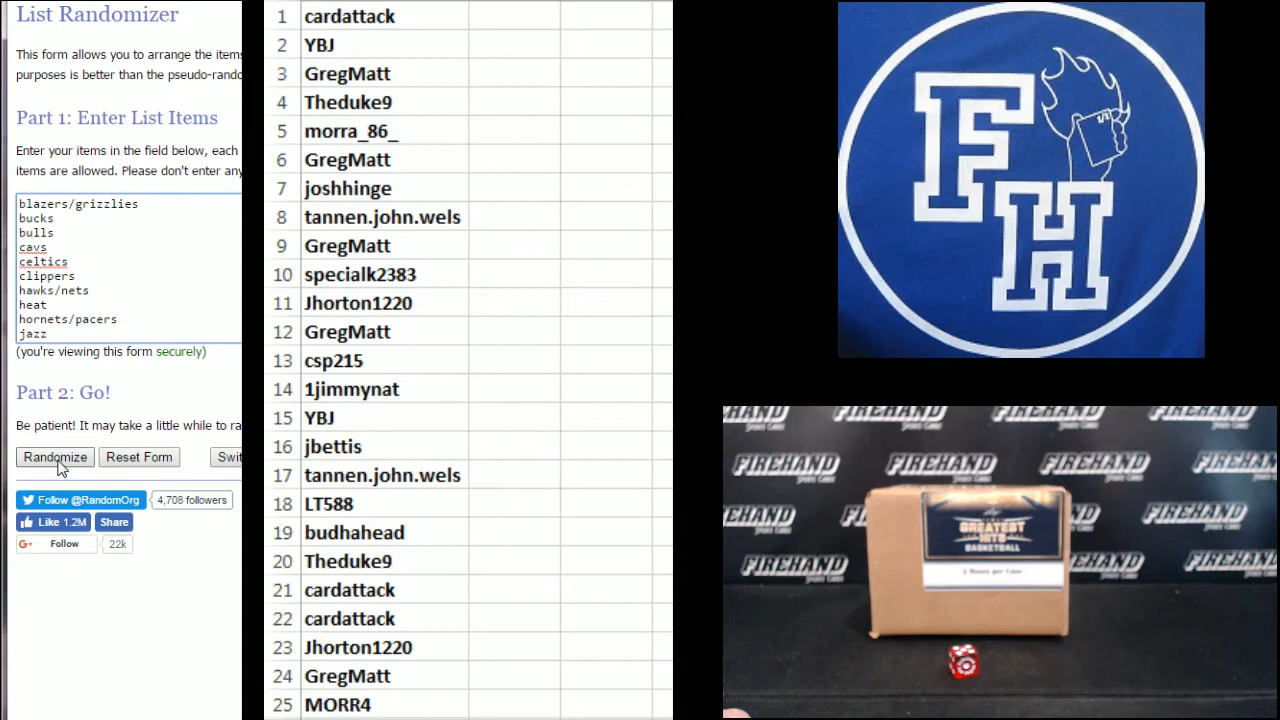 List Randomizer
This form allows you to arrange the items
purposes is better than the pseudo-rando
Part 1: Enter List Items
Enter your items in the field below, each
items are allowed. Please don't enter any
blazers/grizzlies
bucks
bulls
cavs
celtics
clippers
hawks/nets
heat
hornets/pacers
jazz
(you're viewing this form securely)
Part 2: Go!
Be patient! It may take a little while to ra
Randomize Reset Form Swit
Follow @RandomOrg 4,708 followers
Like 1.2M Share
G+ Follow 22k
1 cardattack
2 YBJ
3 GregMatt
4 Theduke9
5 morra_86_
6 GregMatt
7 joshhinge
8 tannen.john.wels
9 GregMatt
10 specialk2383
11 Jhorton1220
12 GregMatt
13 csp215
14 1jimmynat
15 YBJ
16 jbettis
17 tannen.john.wels
18 LT588
19 budhahead
20 Theduke9
21 cardattack
22 cardattack
23 Jhorton1220
24 GregMatt
25 MORR4
F
1/1
H
FIREHAND
FIREHAND
FIREHAND
FIREHAND
GREATEST
HITS
BASKETBALL